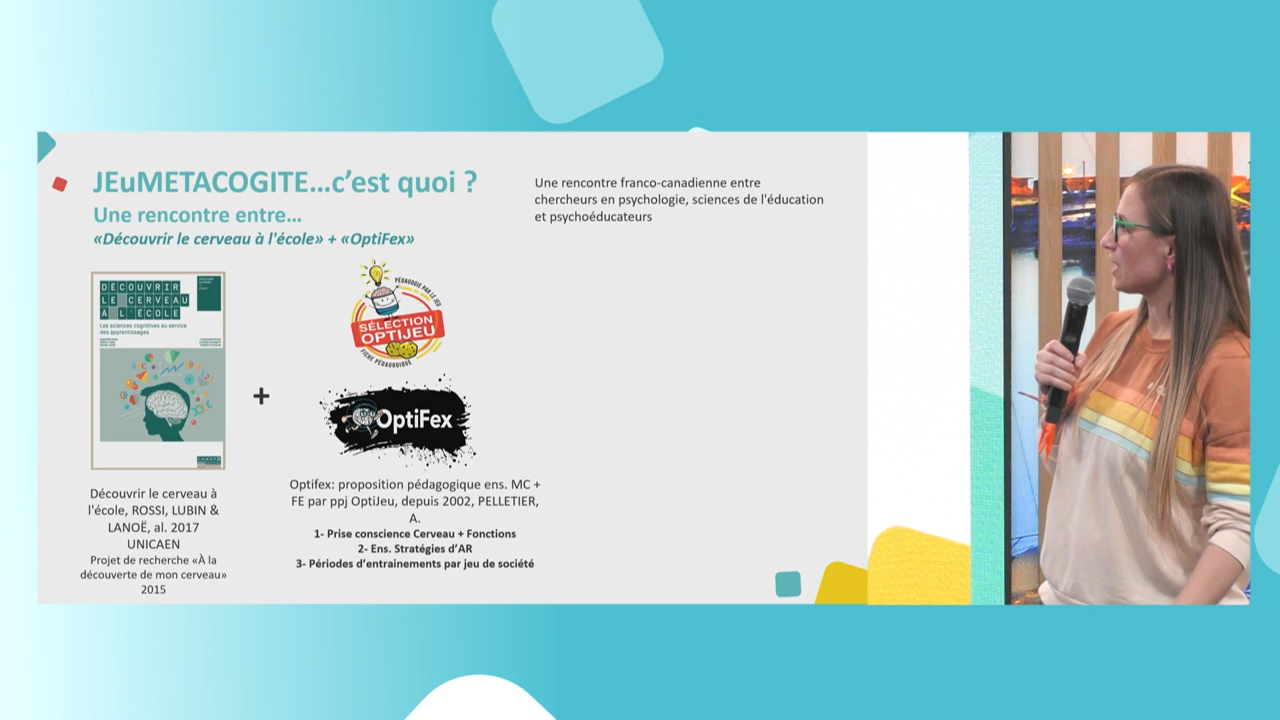 JEuMETACOGITE…c’est quoi ?
Une rencontre entre…
«Découvrir le cerveau à l'école» + «OptiFex»
Une rencontre franco-canadienne entre
chercheurs en psychologie, sciences de l'éducation
et psychoéducateurs
DÉCOUVRIR
LE CERVEAU
À L'ÉCOLE
Les sciences cognitives au service
des apprentissages
+
PÉDAGOGIE PAR LE JEU
SÉLECTION
OPTIJEU
FICHE PÉDAGOGIQUE
OptiFex
Découvrir le cerveau à
l'école, ROSSI, LUBIN &
LANOË, al. 2017
UNICAEN
Projet de recherche «À la
découverte de mon cerveau»
2015
Optifex: proposition pédagogique ens. MC +
FE par ppj OptiJeu, depuis 2002, PELLETIER,
A.
1- Prise conscience Cerveau + Fonctions
2- Ens. Stratégies d’AR
3- Périodes d’entrainements par jeu de société